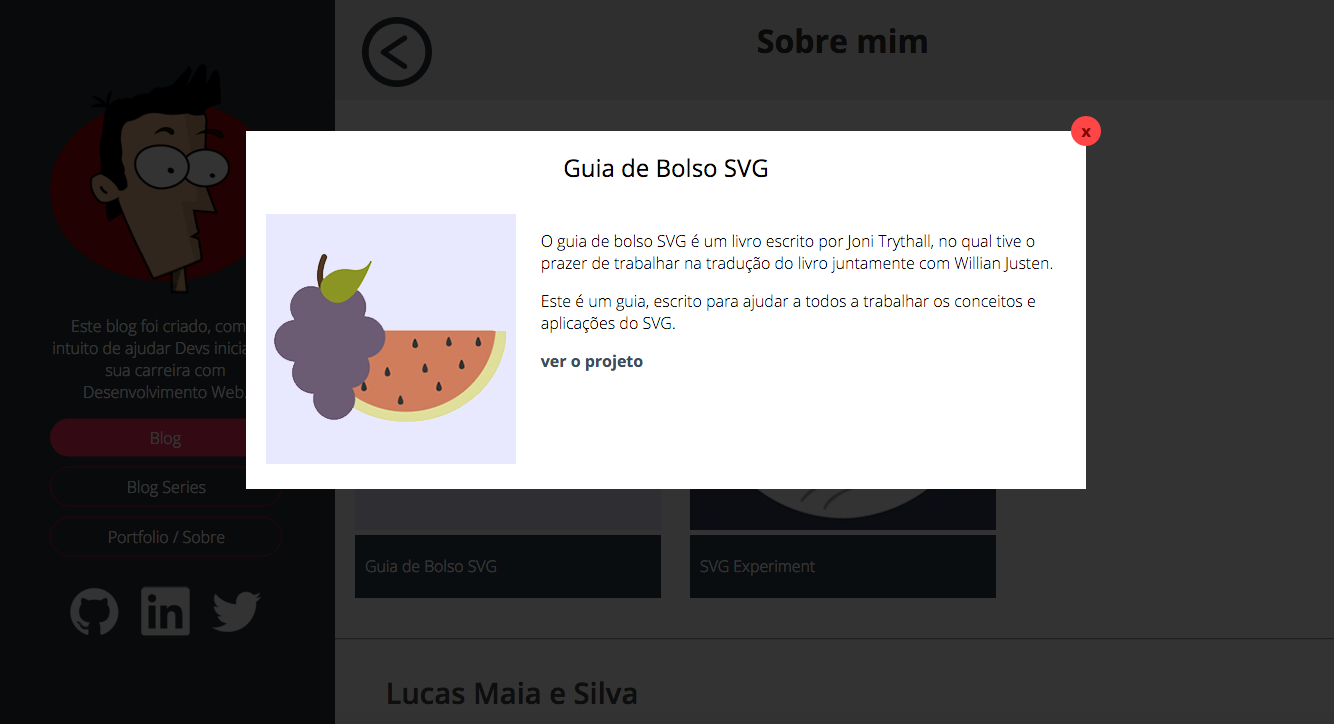 Sobre mim
x
Guia de Bolso SVG
O guia de bolso SVG é um livro escrito por Joni Trythall, no qual tive o
prazer de trabalhar na tradução do livro juntamente com Willian Justen.
Este é um guia, escrito para ajudar a todos a trabalhar os conceitos e
aplicações do SVG.
ver o projeto
Este blog foi criado, com
intuito de ajudar Devs
sua carreira com
Desenvolvimento Web.
Blog
Blog Series
Portfolio / Sobre
in
Guia de Bolso SVG
SVG Experiment
Lucas Maia e Silva